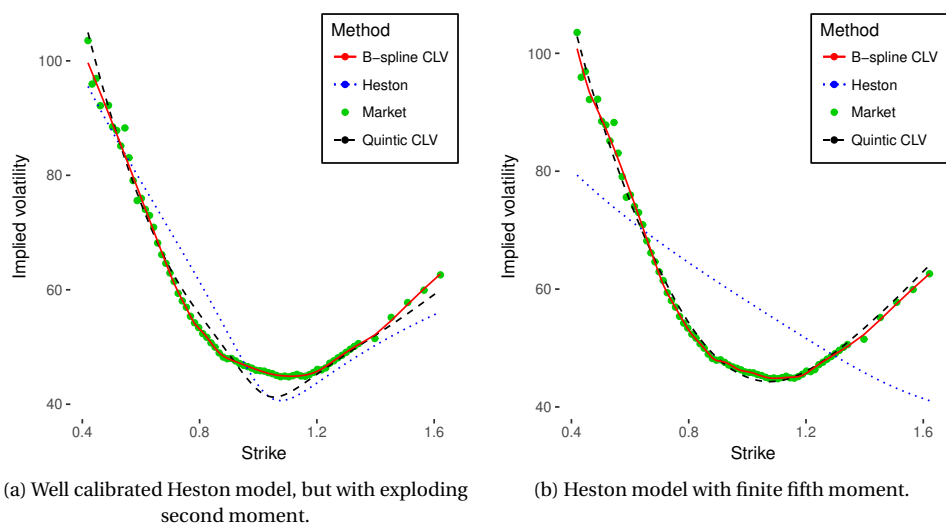 Method
B-spline CLV
Heston
Market
Quintic CLV
Implied volatility
100
80
60
40
0.4 0.8 1.2 1.6
Strike
(a) Well calibrated Heston model, but with exploding
second moment.
Method
B-spline CLV
Heston
Market
Quintic CLV
Implied volatility
100
80
60
40
0.4 0.8 1.2 1.6
Strike
(b) Heston model with finite fifth moment.